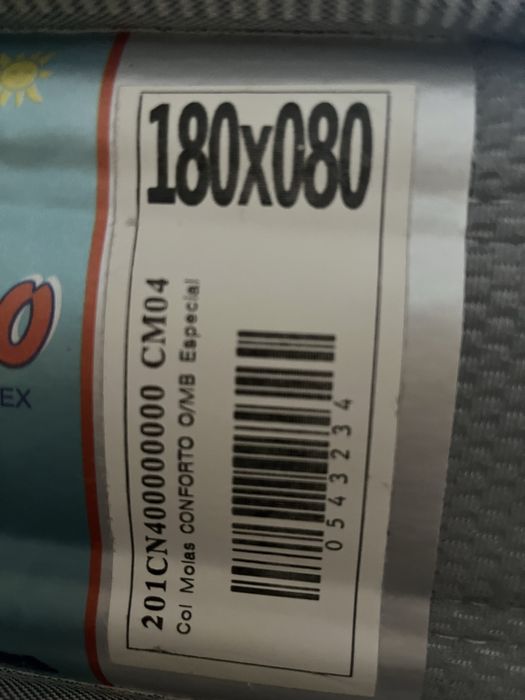 180x080
201CN400000000 CM04
Col Molas CONFORTO O/MB Especial
0543234
EX